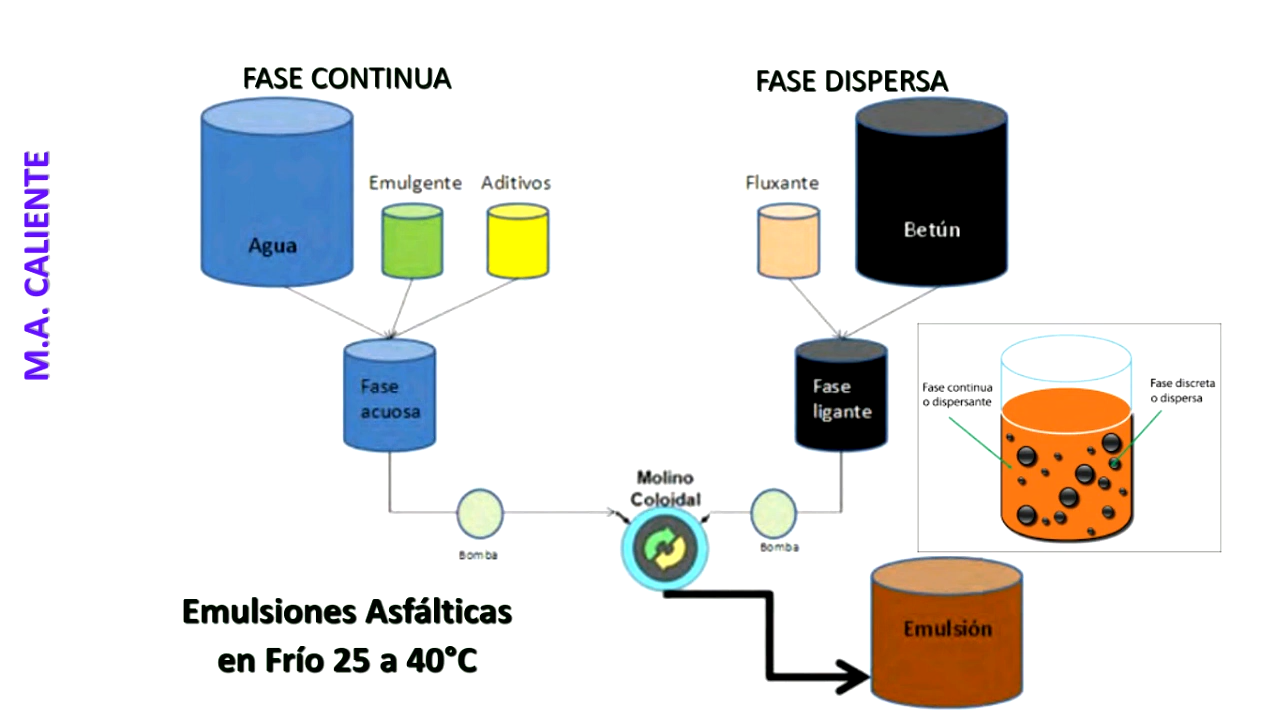 M.A. CALIENTE
FASE CONTINUA
FASE DISPERSA
Emulgente
Aditivos
Fluxante
Agua
Betún
Fase
acuosa
Fase
ligante
Fase continua
o dispersante
Fase discreta
o dispersa
Molino
Coloidal
Bomba
Bomba
Emulsiones Asfálticas
en Frío 25 a 40°C
Emulsión